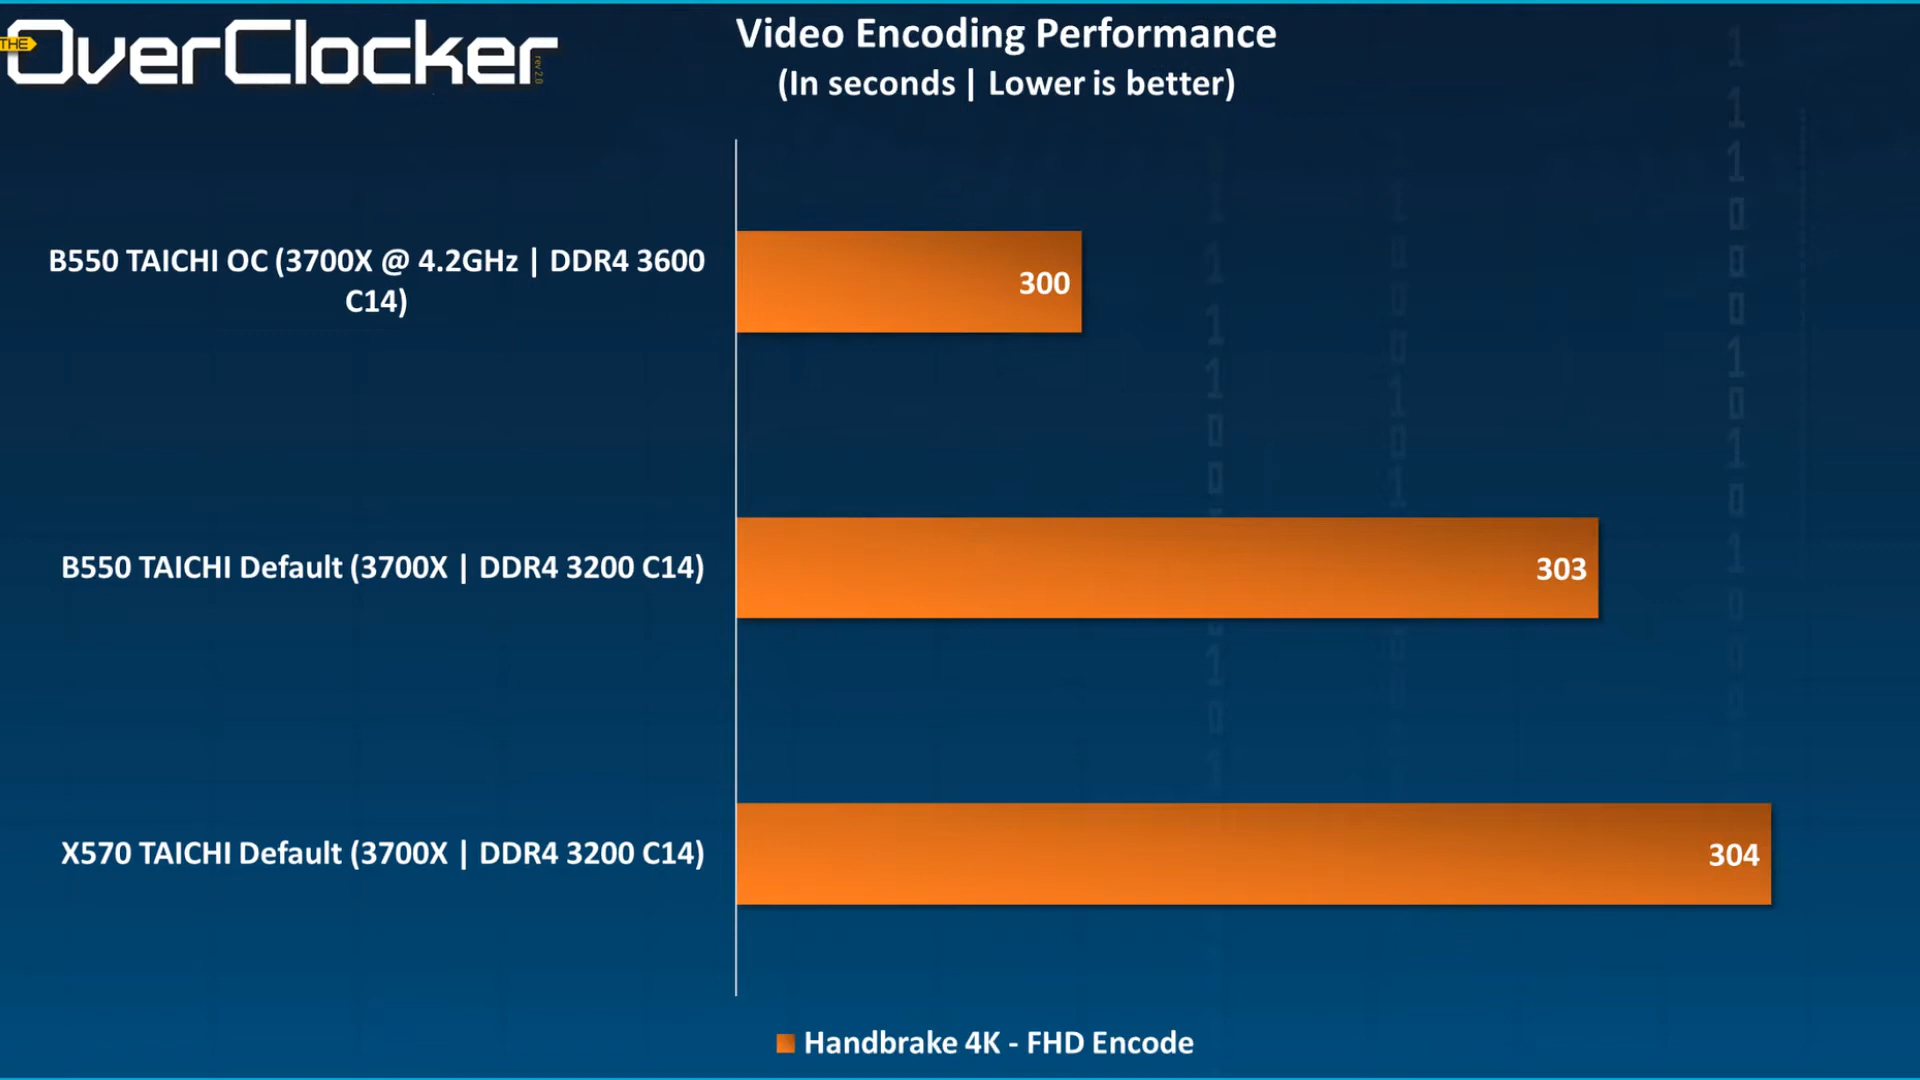 THE OverClocker rev 2.0
Video Encoding Performance
(In seconds | Lower is better)
B550 TAICHI OC (3700X @ 4.2GHz | DDR4 3600
C14)
300
B550 TAICHI Default (3700X | DDR4 3200 C14)
303
X570 TAICHI Default (3700X | DDR4 3200 C14)
304
Handbrake 4K - FHD Encode